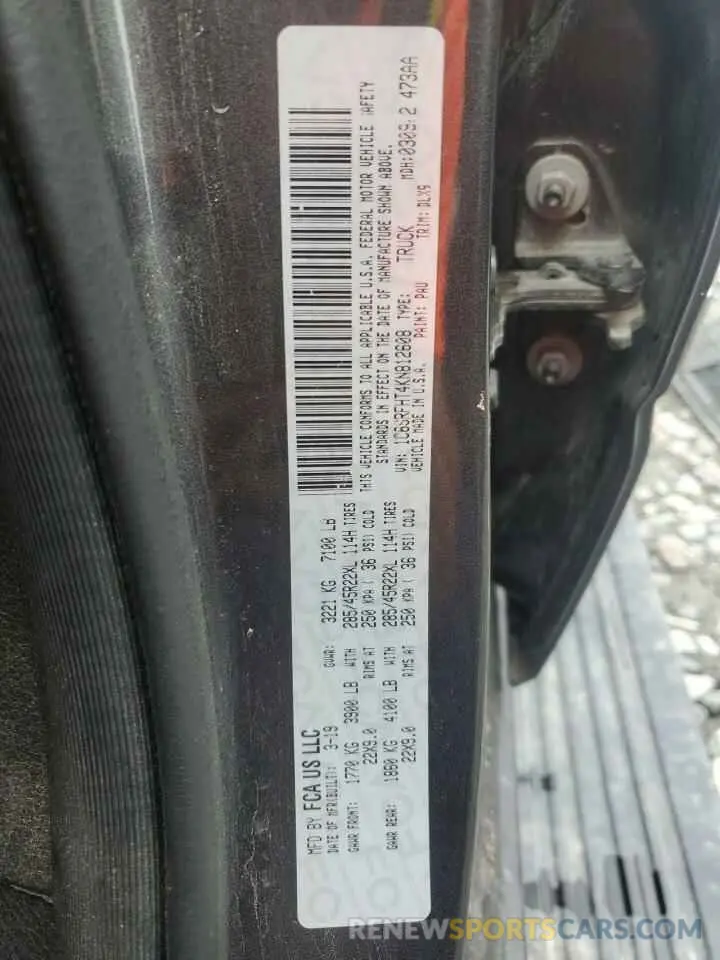 MFD BY FCA US LLC
DATE OF MFR(BUILT): 3-19 GVWR: 3221 KG 7100 LB
GAWR FRONT: 1770 KG 3900 LB WITH 285/45R22XL 114H TIRES
22X9.0 RIMS AT 250 KPA ( 36 PSI) COLD
GAWR REAR: 1860 KG 4100 LB WITH 285/45R22XL 114H TIRES
22X9.0 RIMS AT 250 KPA ( 36 PSI) COLD
THIS VEHICLE CONFORMS TO ALL APPLICABLE U.S.A. FEDERAL MOTOR VEHICLE SAFETY
STANDARDS IN EFFECT ON THE DATE OF MANUFACTURE SHOWN ABOVE.
VIN: 1C6SRFHT4KN812608 TYPE: TRUCK MDH:0309:2 473AA
VEHICLE MADE IN U.S.A. PAINT: PAU TRIM: DLX9
RENEWSPORTSCARS.COM